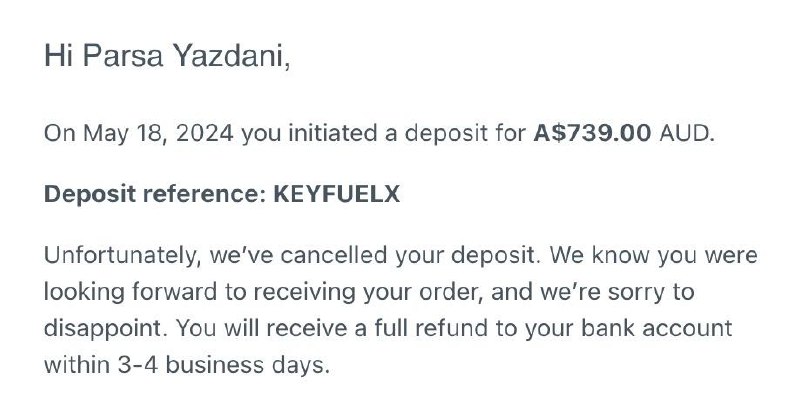 Hi Parsa Yazdani,
On May 18, 2024 you initiated a deposit for A$739.00 AUD.
Deposit reference: KEYFUELX
Unfortunately, we’ve cancelled your deposit. We know you were
looking forward to receiving your order, and we’re sorry to
disappoint. You will receive a full refund to your bank account
within 3-4 business days.